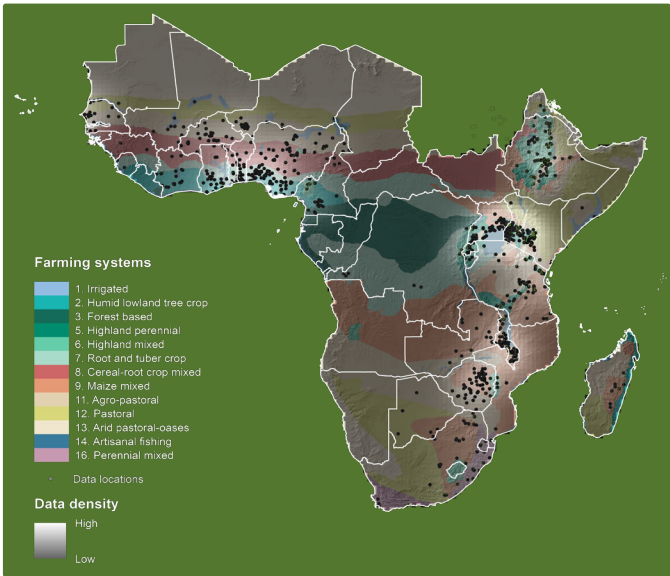 Farming systems
1. Irrigated
2. Humid lowland tree crop
3. Forest based
5. Highland perennial
6. Highland mixed
7. Root and tuber crop
8. Cereal-root crop mixed
9. Maize mixed
11. Agro-pastoral
12. Pastoral
13. Arid pastoral-oases
14. Artisanal fishing
16. Perennial mixed
Data locations
Data density
High
Low